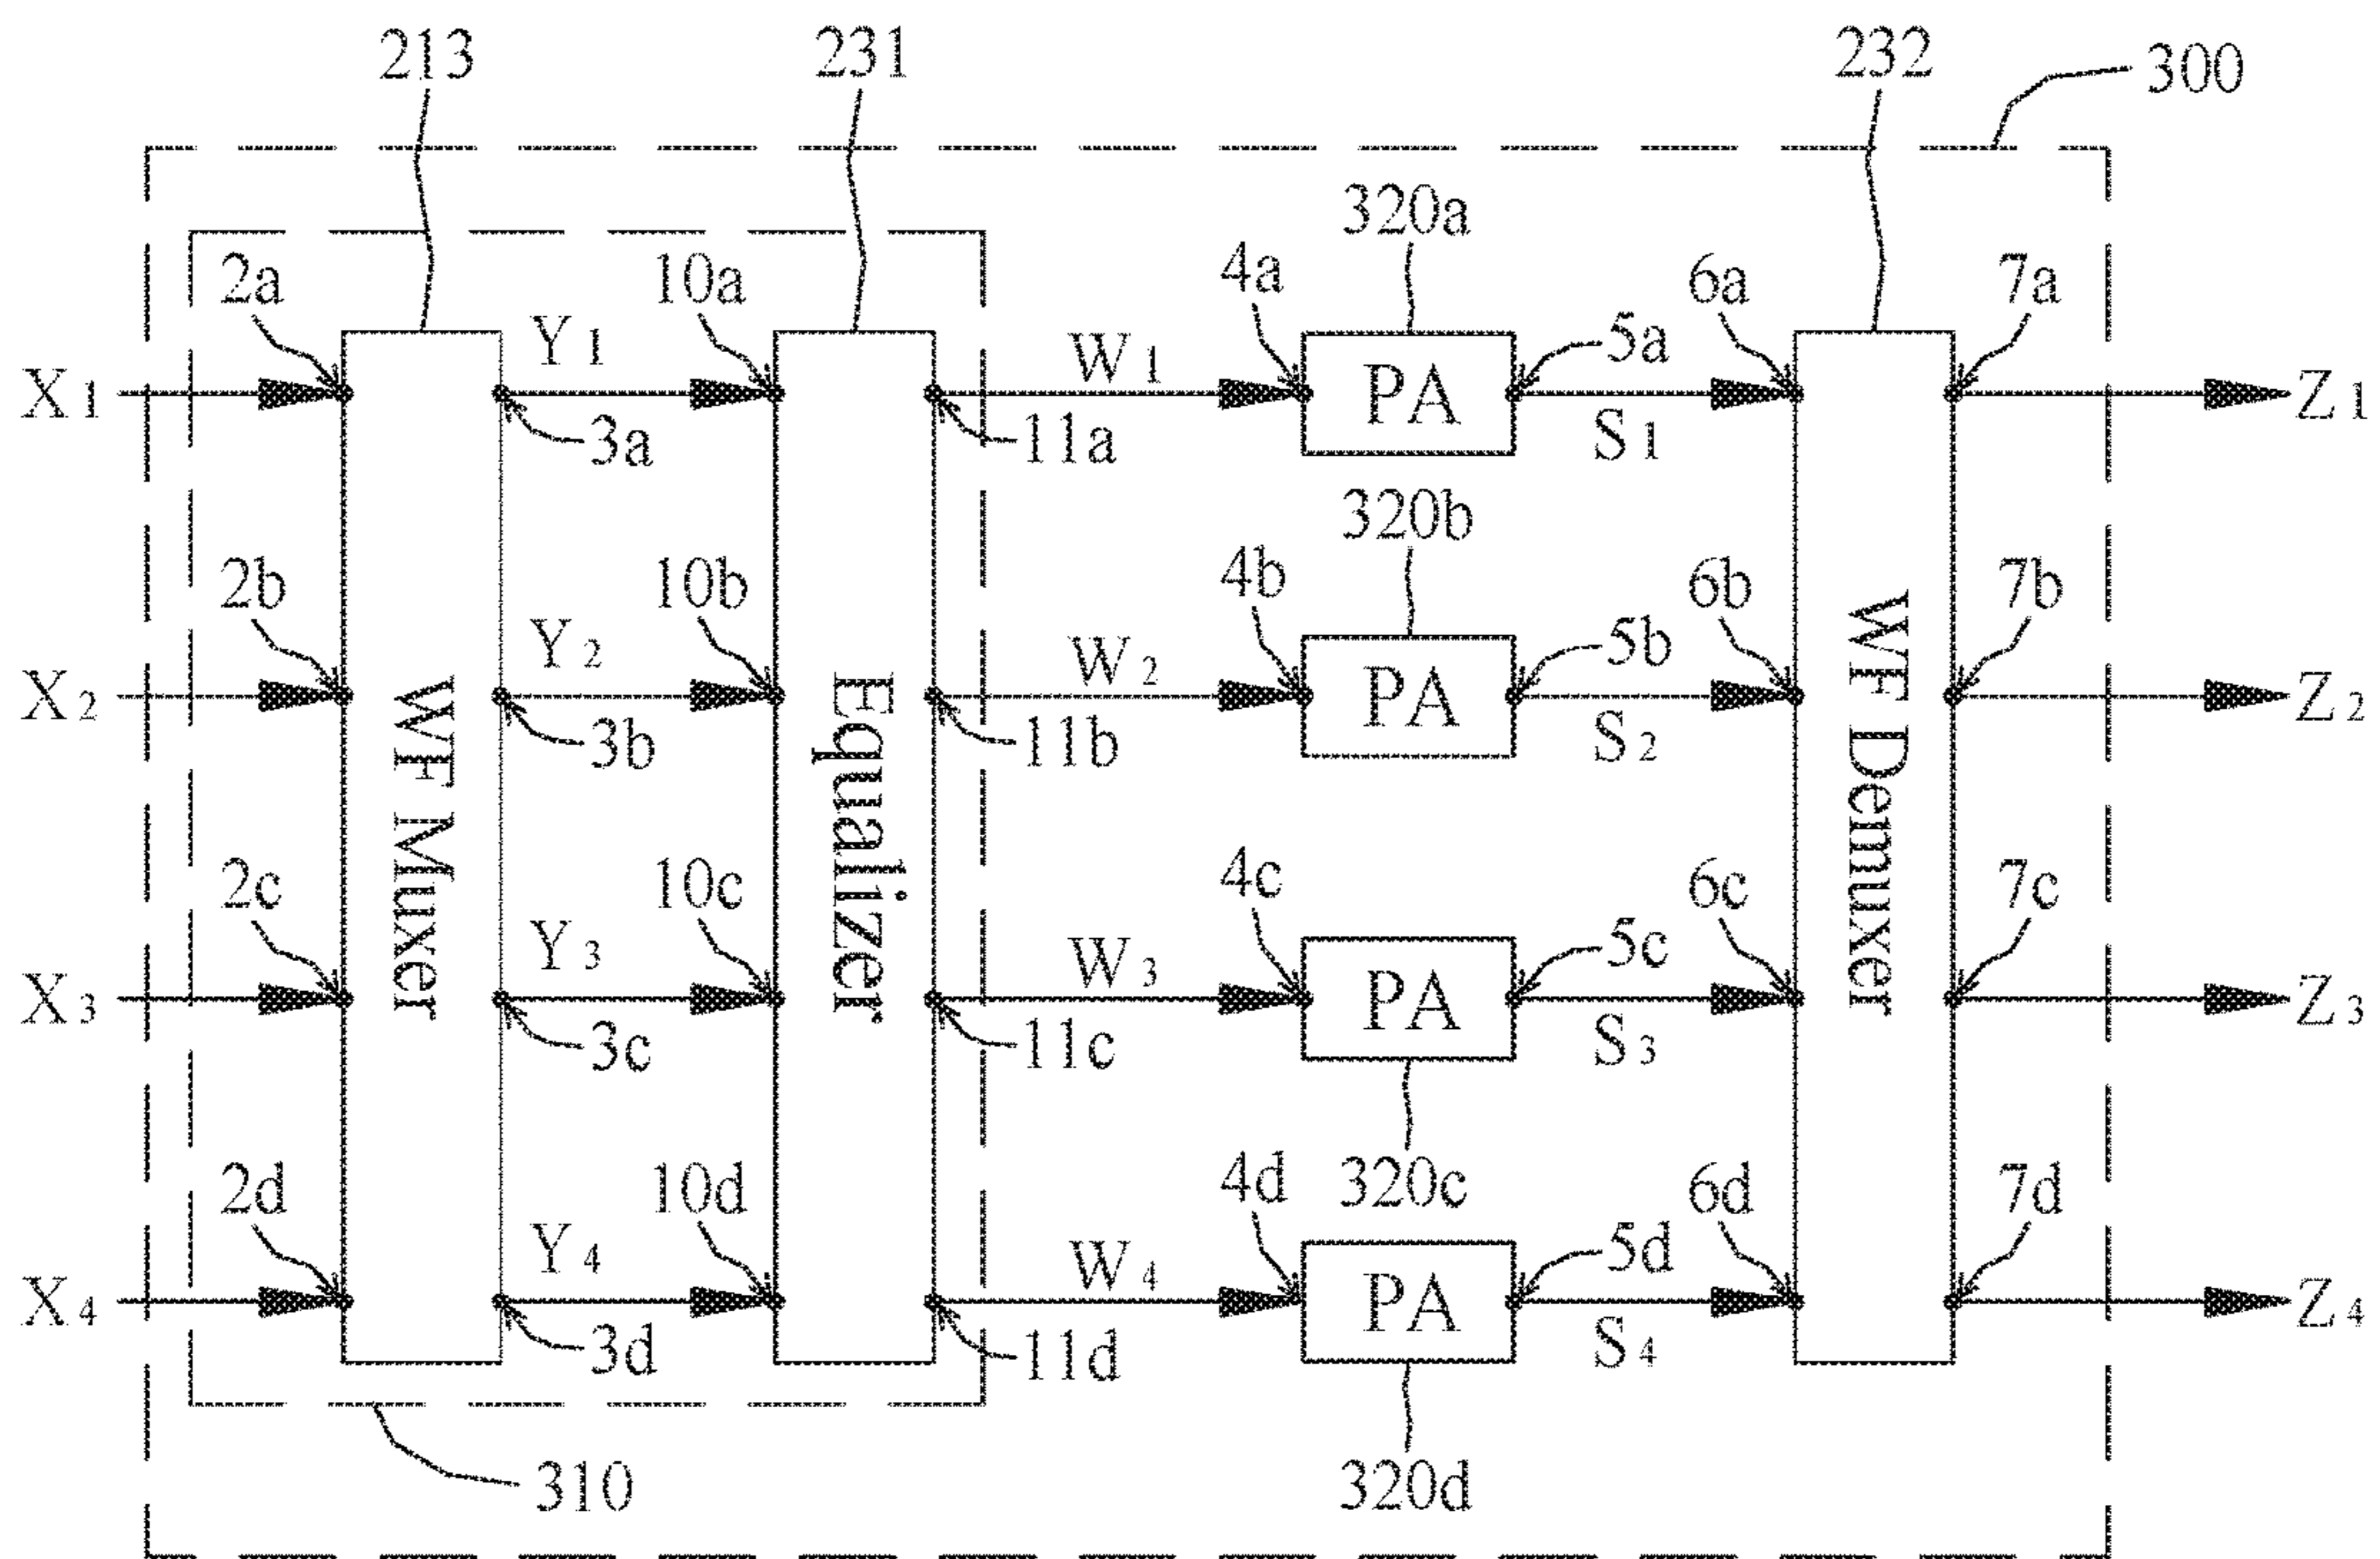 213 231 232 300
320a
2a 10a 4a 6a 7a
Y1 W1 5a
X1 PA Z1
3a 11a S1
320b
2b 10b 4b 6b 7b
Y2 W2 5b
X2 PA Z2
3b 11b S2
WF Muxer
Equalizer
WF Demuxer
2c 10c 4c 6c 7c
Y3 W3 5c
X3 PA Z3
3c 11c S3
320c
2d 10d 4d 6d 7d
Y4 W4 5d
X4 PA Z4
3d 11d S4
310 320d